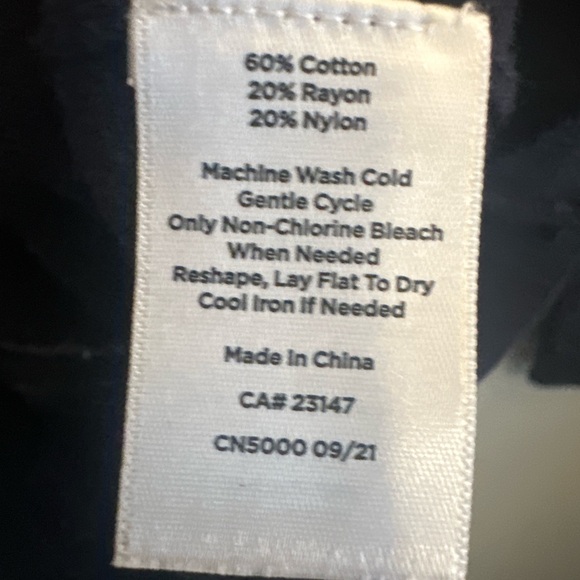 60% Cotton
20% Rayon
20% Nylon
Machine Wash Cold
Gentle Cycle
Only Non-Chlorine Bleach
When Needed
Reshape, Lay Flat To Dry
Cool Iron If Needed
Made In China
CA# 23147
CN5000 09/21